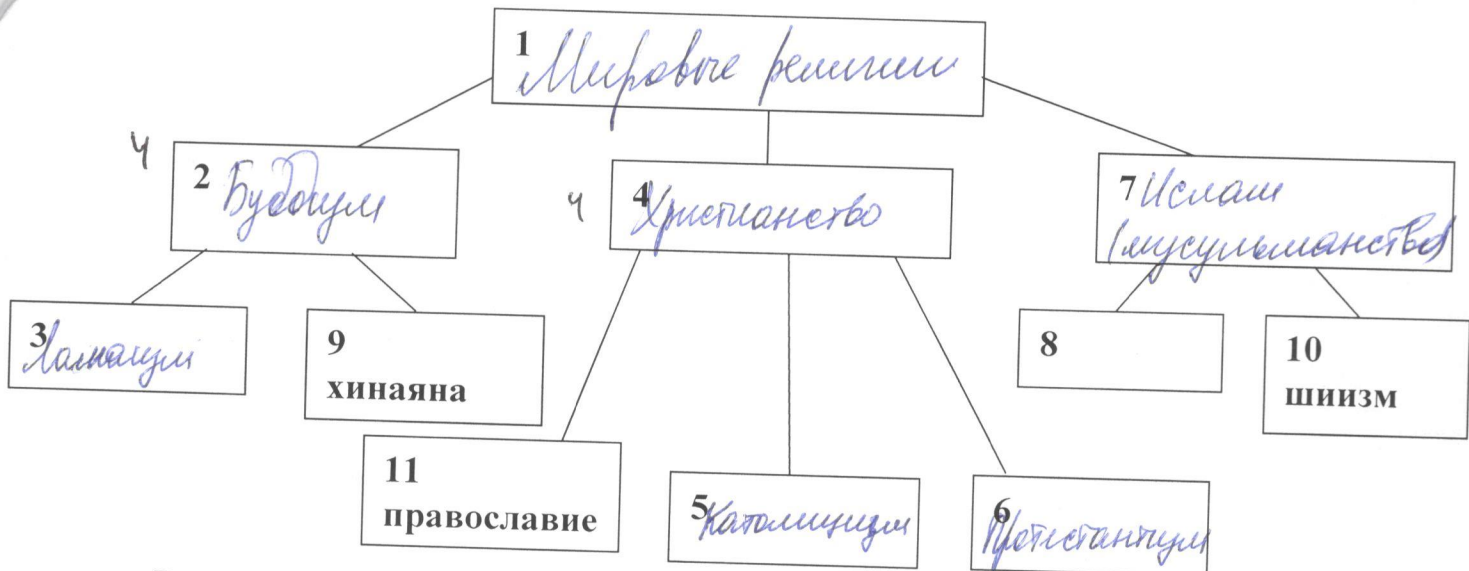 1 Мировые религии
ч
2 Буддизм
ч
4 Христианство
7 Ислам
(мусульманство)
3 Ламаизм
9
хинаяна
8
10
шиизм
11
православие
5 Католицизм
6 Протестантизм